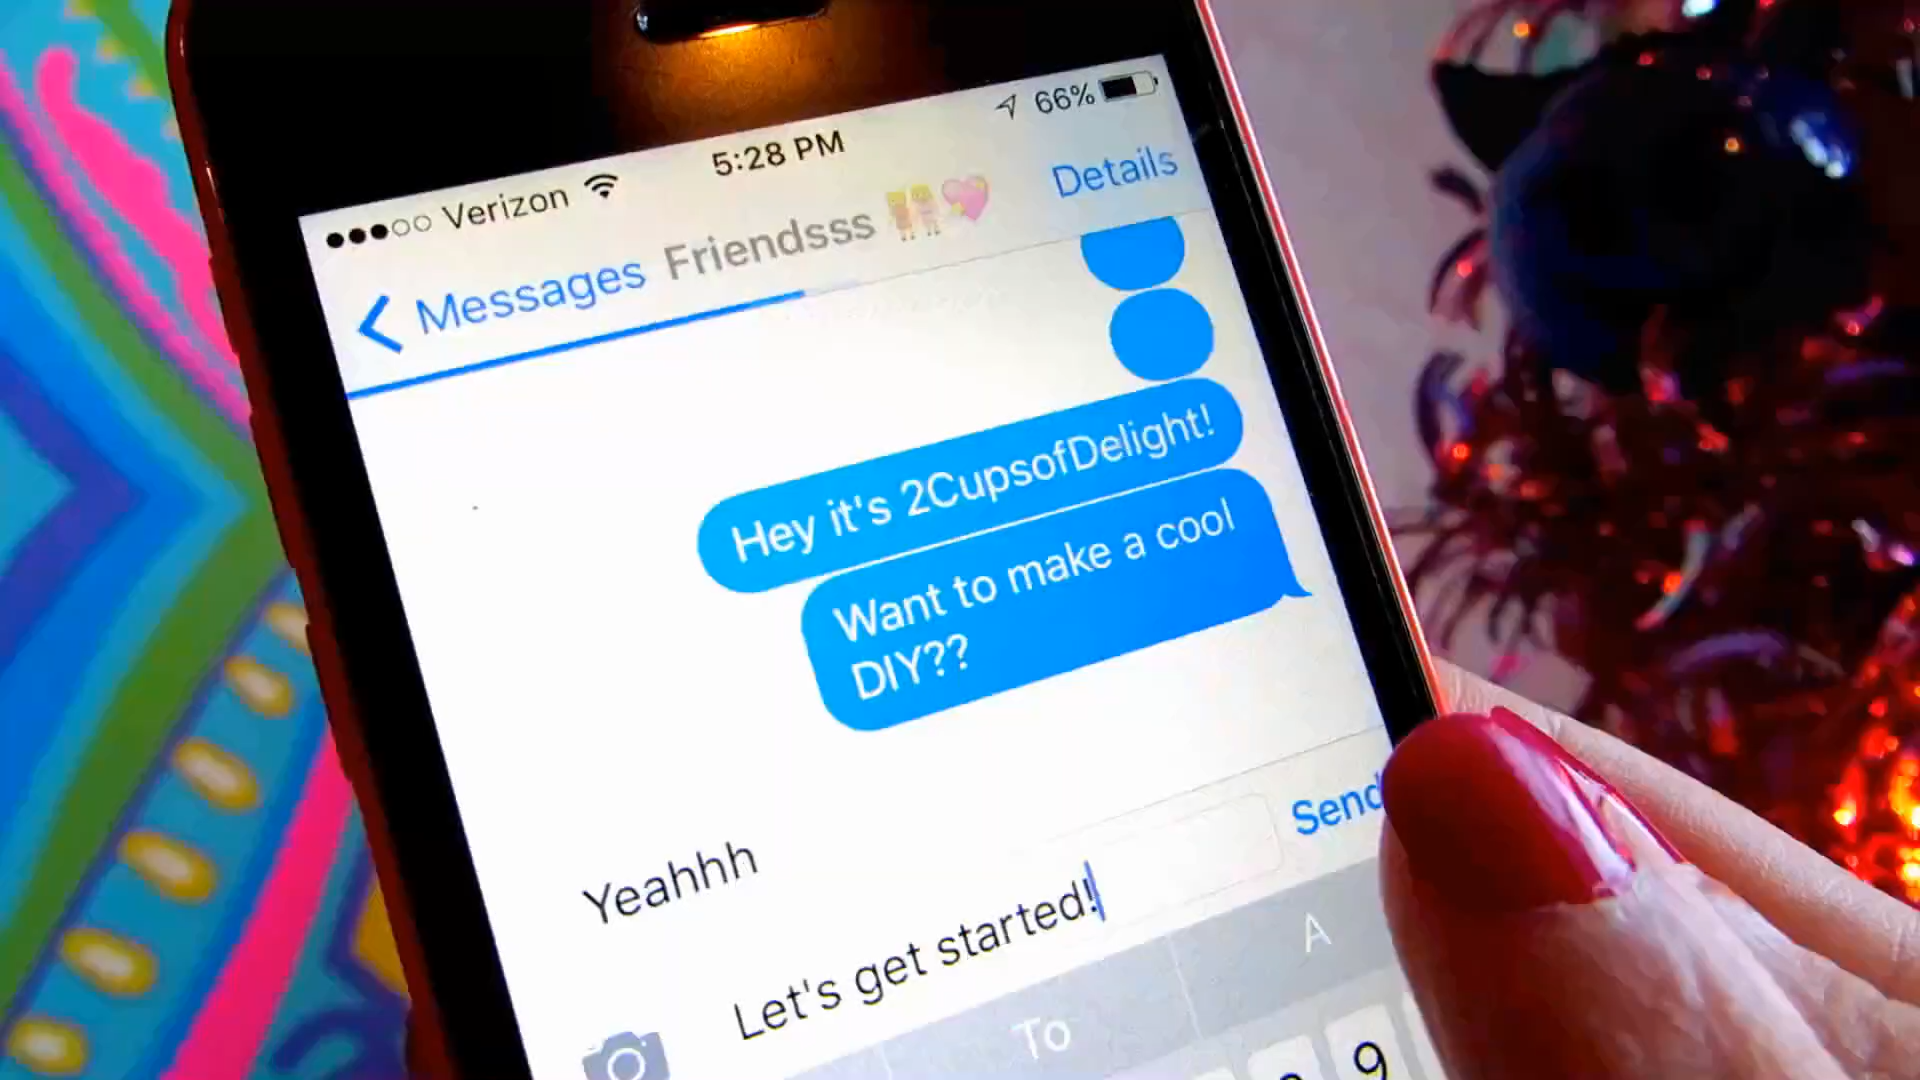 Verizon 5:28 PM 66%
Messages Friendsss Details
Hey it's 2CupsofDelight!
Want to make a cool
DIY??
Yeahhh
Send
Let's get started!
To A
9